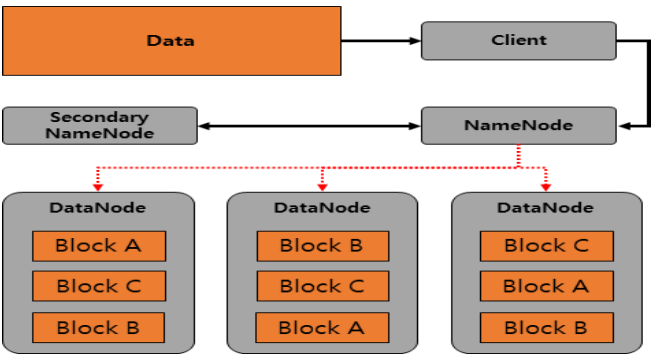 Data
Client
Secondary
NameNode
NameNode
DataNode
Block A
Block C
Block B
DataNode
Block B
Block C
Block A
DataNode
Block C
Block A
Block B